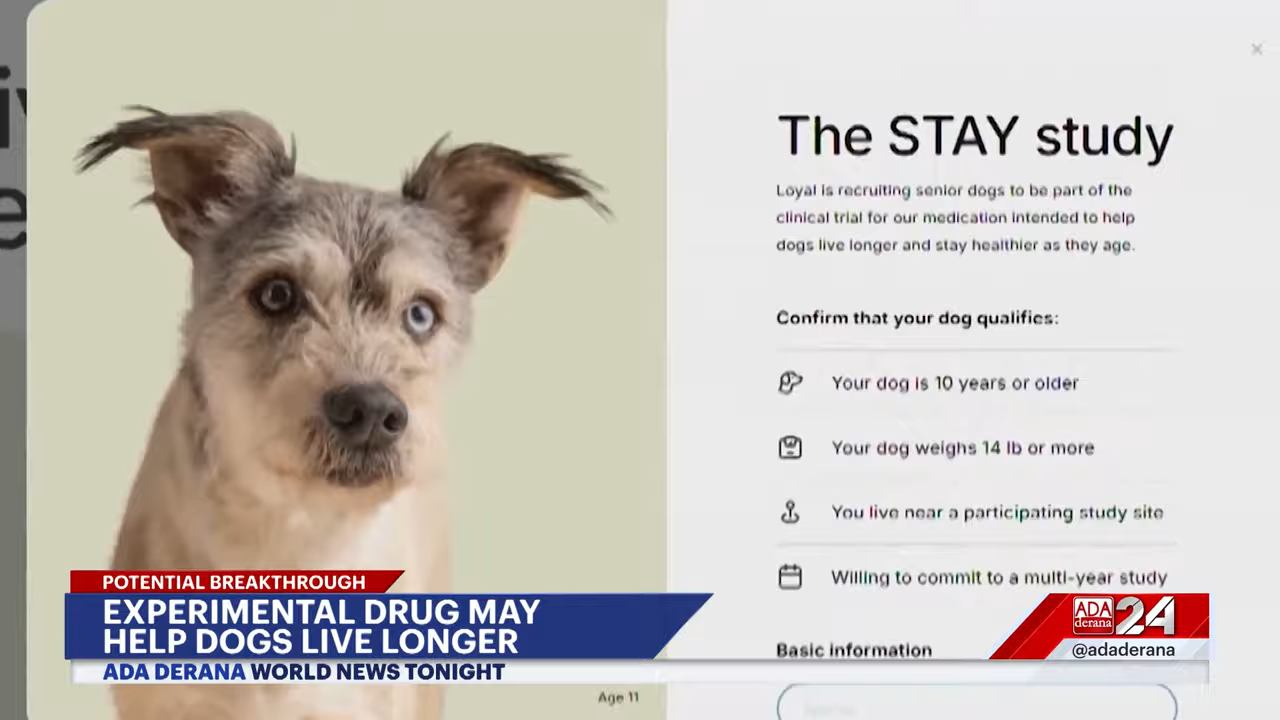 The STAY study
Loyal is recruiting senior dogs to be part of the
clinical trial for our medication intended to help
dogs live longer and stay healthier as they age.
Confirm that your dog qualifies:
Your dog is 10 years or older
Your dog weighs 14 lb or more
You live near a participating study site
Willing to commit to a multi-year study
Basic information
Age 11
POTENTIAL BREAKTHROUGH
EXPERIMENTAL DRUG MAY
HELP DOGS LIVE LONGER
ADA DERANA WORLD NEWS TONIGHT
ADA
derana
24
@adaderana